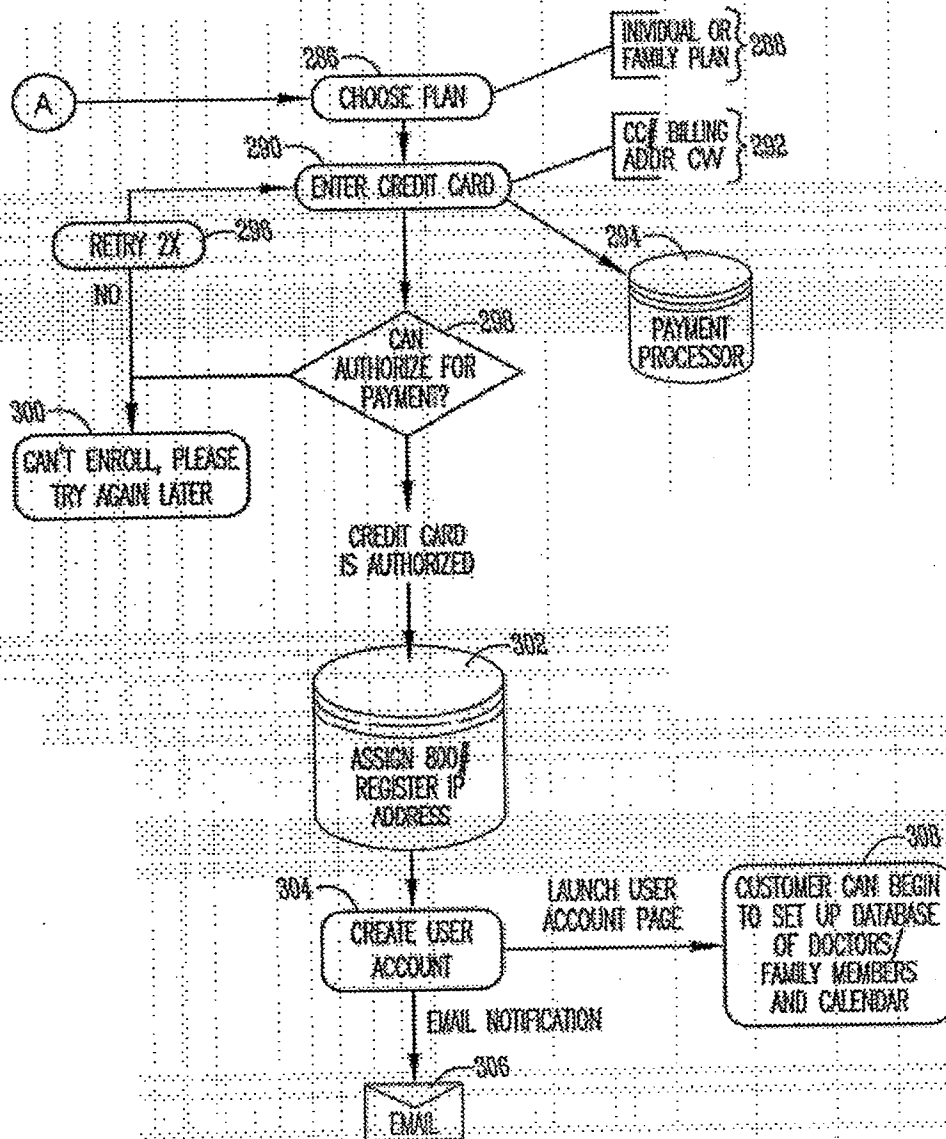 A
286
CHOOSE PLAN
INIVIDUAL OR
FAMILY PLAN
288
290
ENTER CREDIT CARD
CC/ BILLING
ADDR CVV
292
RETRY 2X
NO
294
PAYMENT
PROCESSOR
298
CAN
AUTHORIZE FOR
PAYMENT?
300
CAN'T ENROLL, PLEASE
TRY AGAIN LATER
CREDIT CARD
IS AUTHORIZED
302
ASSIGN 800/
REGISTER IP
ADDRESS
304
CREATE USER
ACCOUNT
LAUNCH USER
ACCOUNT PAGE
CUSTOMER CAN BEGIN
TO SET UP DATABASE
OF DOCTORS/
FAMILY MEMBERS
AND CALENDAR
EMAIL NOTIFICATION
306
EMAIL